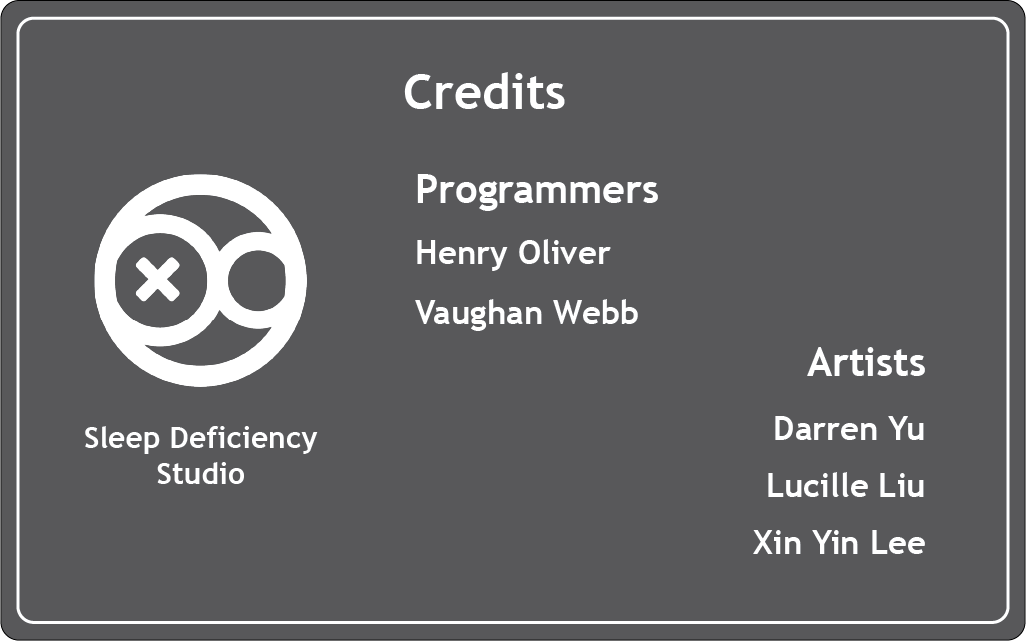 Credits
Programmers
Henry Oliver
Vaughan Webb
Artists
Darren Yu
Lucille Liu
Xin Yin Lee
Sleep Deficiency
Studio